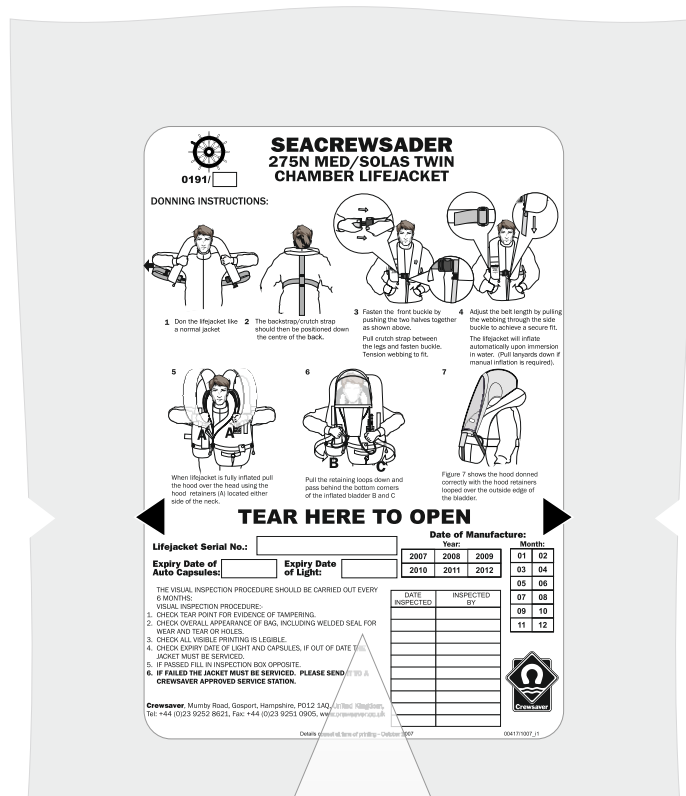 SEACREWSADER
275N MED/SOLAS TWIN
CHAMBER LIFEJACKET
0191/
DONNING INSTRUCTIONS:
1 Don the lifejacket like
a normal jacket
2 The backstrap/crutch strap
should then be positioned down
the centre of the back.
3 Fasten the front buckle by
pushing the two halves together
as shown above.
Pull crutch strap between
the legs and fasten buckle.
Tension webbing to fit.
4 Adjust the belt length by pulling
the webbing through the side
buckle to achieve a secure fit.
The lifejacket will inflate
automatically upon immersion
in water. (Pull lanyards down if
manual inflation is required).
5
A A
When lifejacket is fully inflated pull
the hood over the head using the
hood retainers (A) located either
side of the neck.
6
B C
Pull the retaining loops down and
pass behind the bottom corners
of the inflated bladder B and C
7
Figure 7 shows the hood donned
correctly with the hood retainers
looped over the outside edge of
the bladder.
TEAR HERE TO OPEN
Lifejacket Serial No.:
Expiry Date of
Auto Capsules:
Expiry Date
of Light:
Date of Manufacture:
Year:
2007 2008 2009
2010 2011 2012
Month:
01 02
03 04
05 06
07 08
09 10
11 12
THE VISUAL INSPECTION PROCEDURE SHOULD BE CARRIED OUT EVERY
6 MONTHS:
VISUAL INSPECTION PROCEDURE:-
1. CHECK TEAR POINT FOR EVIDENCE OF TAMPERING.
2. CHECK OVERALL APPEARANCE OF BAG, INCLUDING WELDED SEAL FOR
WEAR AND TEAR OR HOLES.
3. CHECK ALL VISIBLE PRINTING IS LEGIBLE.
4. CHECK EXPIRY DATE OF LIGHT AND CAPSULES, IF OUT OF DATE THE
JACKET MUST BE SERVICED.
5. IF PASSED FILL IN INSPECTION BOX OPPOSITE.
6. IF FAILED THE JACKET MUST BE SERVICED. PLEASE SEND IT TO A
CREWSAVER APPROVED SERVICE STATION.
DATE
INSPECTED
INSPECTED
BY
Crewsaver
Crewsaver, Mumby Road, Gosport, Hampshire, PO12 1AQ, United Kingdom.
Tel: +44 (0)23 9252 8621, Fax: +44 (0)23 9251 0905, www.crewsaver.co.uk
Details correct at time of printing - October 2007
00417/1007_i1